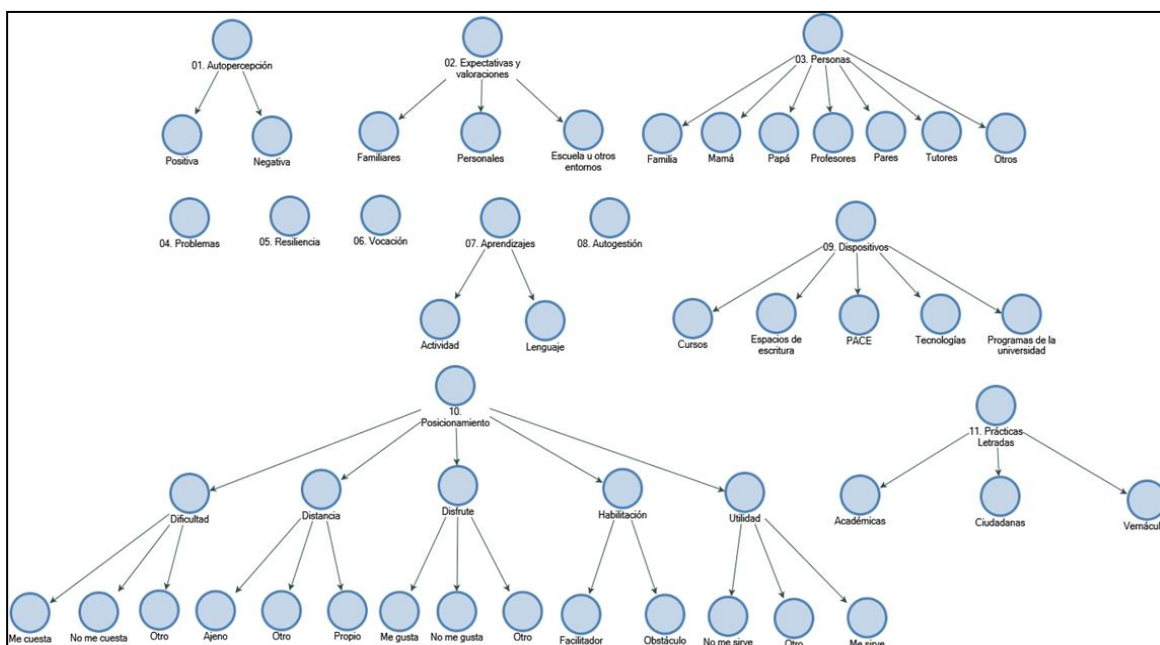 01. Autopercepción
02. Expectativas y
valoraciones
03. Personas
Positiva
Negativa
Familiares
Personales
Escuela u otros
entornos
Familia
Mamá
Papá
Profesores
Pares
Tutores
Otros
04. Problemas
05. Resiliencia
06. Vocación
07. Aprendizajes
08. Autogestión
09. Dispositivos
Actividad
Lenguaje
Cursos
Espacios de
escritura
PACE
Tecnologías
Programas de la
universidad
10.
Posicionamiento
11. Prácticas
Letradas
Dificultad
Distancia
Disfrute
Habilitación
Utilidad
Académicas
Ciudadanas
Vernácul
Me cuesta
No me cuesta
Otro
Ajeno
Otro
Propio
Me gusta
No me gusta
Otro
Facilitador
Obstáculo
No me sirve
Otro
Me sirve